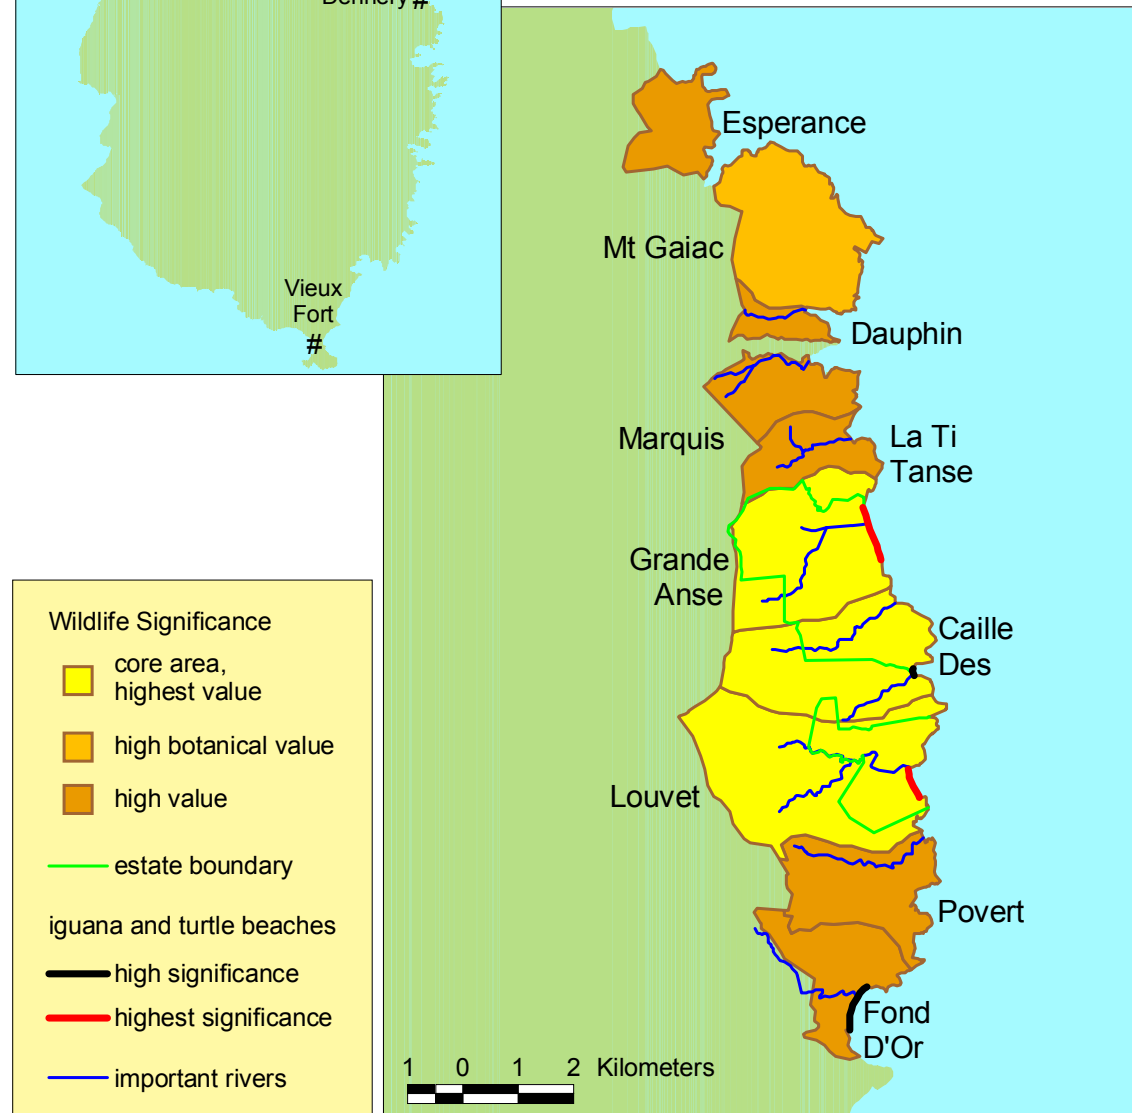 Dennery #
Vieux
Fort
#
Esperance
Mt Gaiac
Dauphin
Marquis
La Ti
Tanse
Grande
Anse
Caille
Des
Louvet
Povert
Fond
D'Or
Wildlife Significance
core area,
highest value
high botanical value
high value
estate boundary
iguana and turtle beaches
high significance
highest significance
important rivers
1 0 1 2 Kilometers